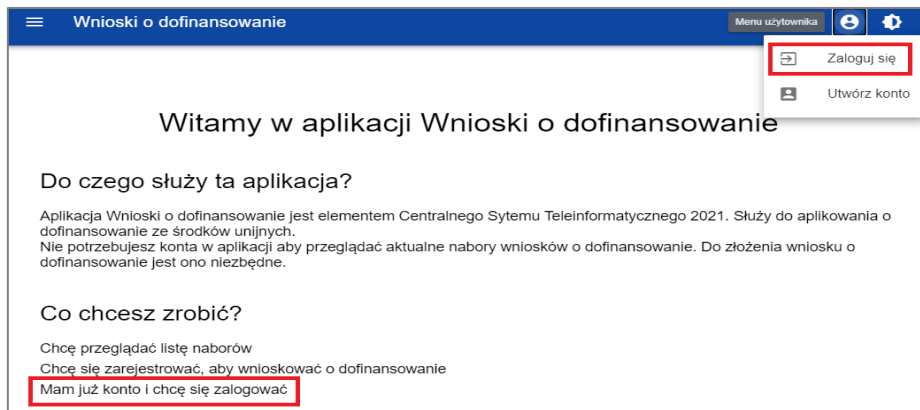 Wnioski o dofinansowanie
Menu użytownika
Zaloguj się
Utwórz konto
Witamy w aplikacji Wnioski o dofinansowanie
Do czego służy ta aplikacja?
Aplikacja Wnioski o dofinansowanie jest elementem Centralnego Sytemu Teleinformatycznego 2021. Służy do aplikowania o
dofinansowanie ze środków unijnych.
Nie potrzebujesz konta w aplikacji aby przeglądać aktualne nabory wniosków o dofinansowanie. Do złożenia wniosku o
dofinansowanie jest ono niezbędne.
Co chcesz zrobić?
Chcę przeglądać listę naborów
Chcę się zarejestrować, aby wnioskować o dofinansowanie
Mam już konto i chcę się zalogować